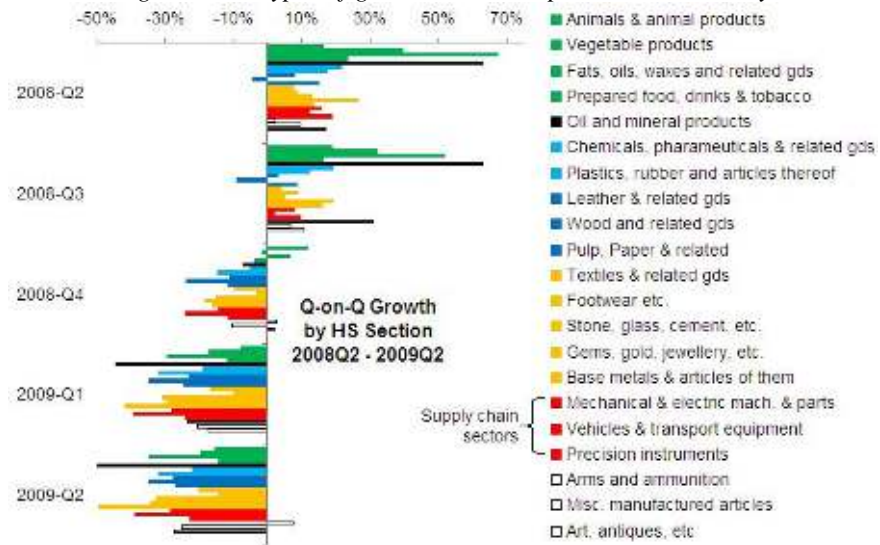 -50% -30% -10% 10% 30% 50% 70%
2008-Q2
2008-Q3
2008-Q4
2009-Q1
2009-Q2
Q-on-Q Growth
by HS Section
2008Q2 - 2009Q2
Animals & animal products
Vegetable products
Fats, oils, waxes and related gds
Prepared food, drinks & tobacco
Oil and mineral products
Chemicals, pharameuticals & related gds
Plastics, rubber and articles thereof
Leather & related gds
Wood and related gds
Pulp, Paper & related
Textiles & related gds
Footwear etc.
Stone, glass, cement, etc.
Gems, gold, jewellery, etc.
Base metals & articles of them
Supply chain
sectors
Mechanical & electric mach. & parts
Vehicles & transport equipment
Precision instruments
Arms and ammunition
Misc. manufactured articles
Art, antiques, etc